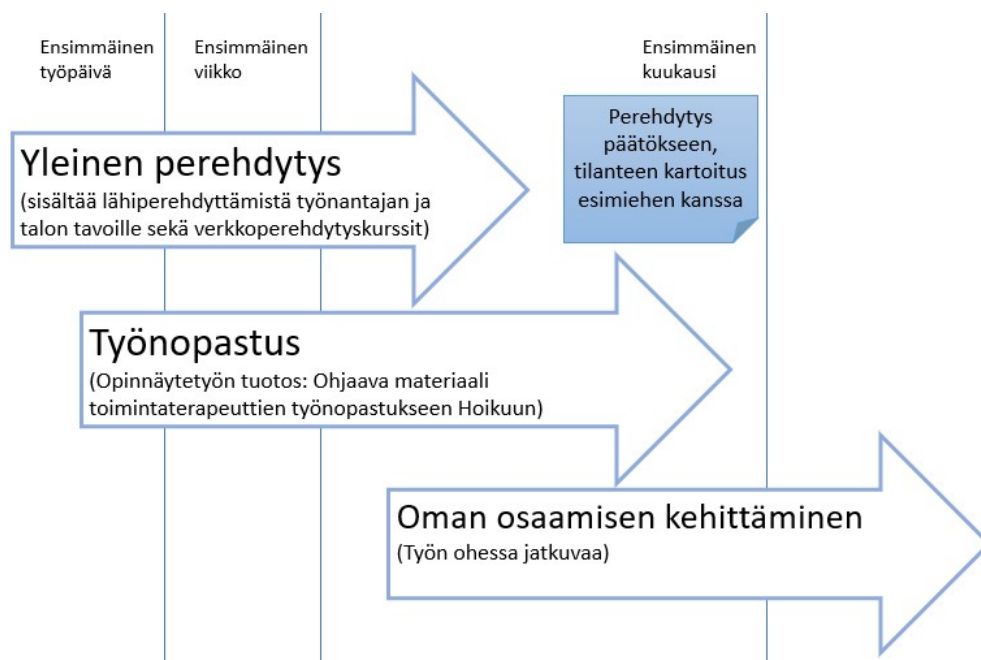 Ensimmäinen
työpäivä
Ensimmäinen
viikko
Ensimmäinen
kuukausi
Perehdytys
päätökseen,
tilanteen kartoitus
esimiehen kanssa
Yleinen perehdytys
(sisältää lähiperehdyttämistä työnantajan ja
talon tavoille sekä verkkoperehdytyskurssit)
Työnopastus
(Opinnäytetyön tuotos: Ohjaava materiaali
toimintaterapeuttien työnopastukseen Hoikuun)
Oman osaamisen kehittäminen
(Työn ohessa jatkuvaa)